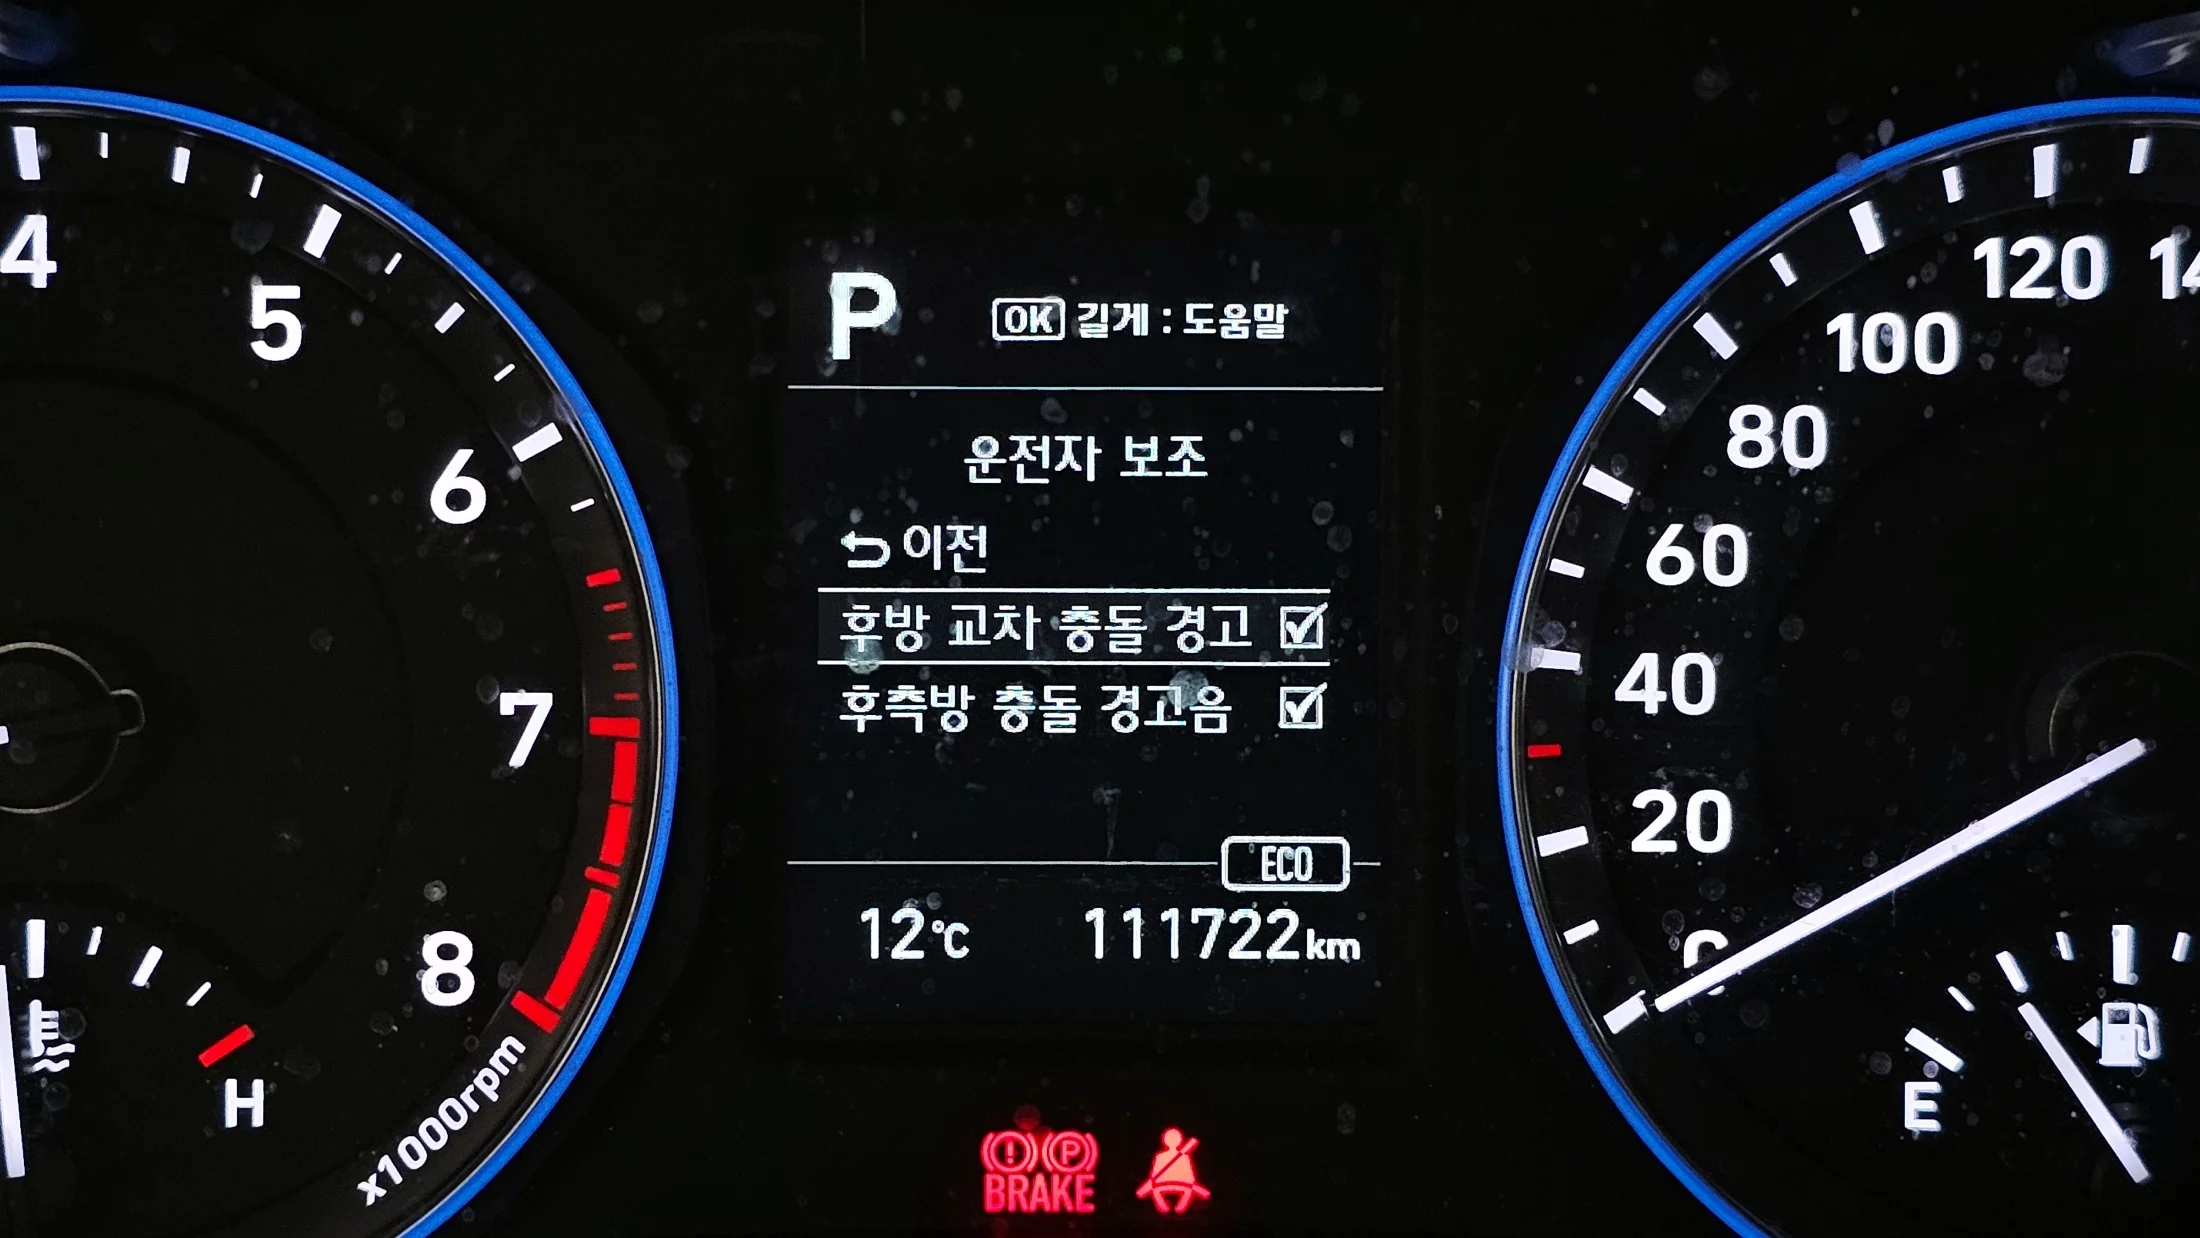 P
OK 길게 : 도움말
운전자 보조
이전
후방 교차 충돌 경고
후측방 충돌 경고음
ECO
12℃ 111722km
4
5
6
7
8
x1000rpm
H
120
100
80
60
40
20
E
BRAKE